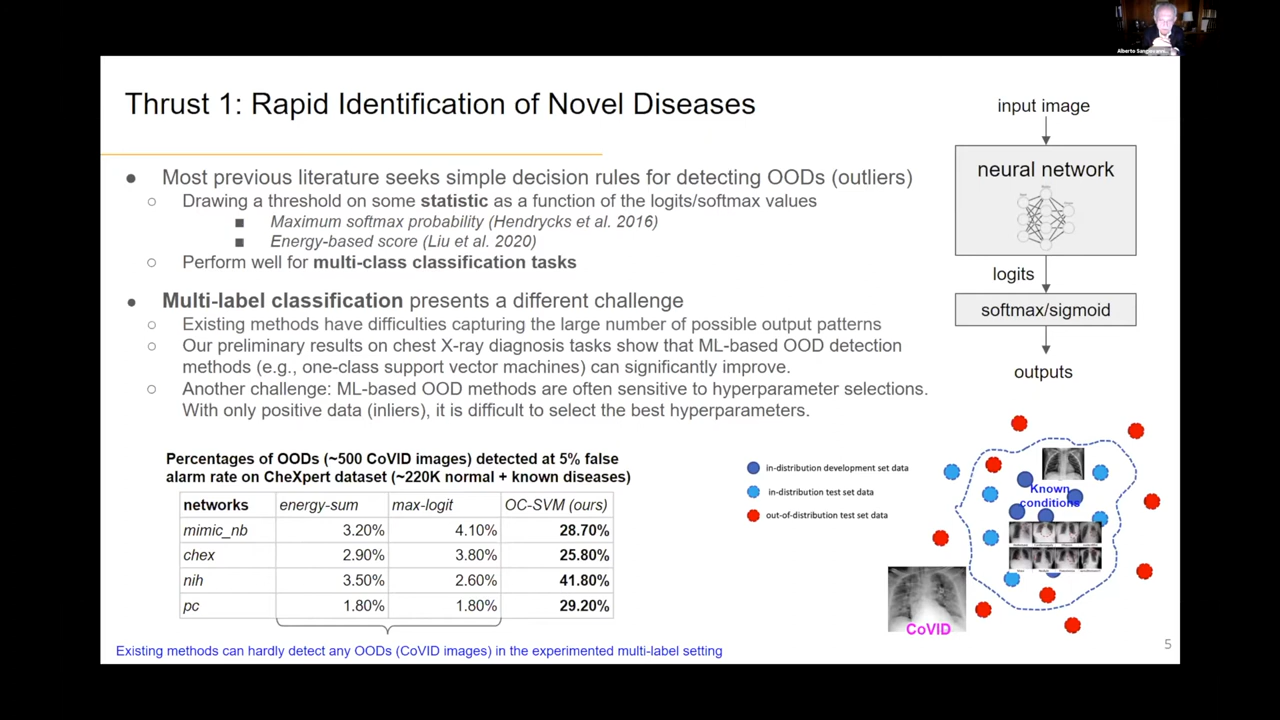 Alberto
Thrust 1: Rapid Identification of Novel Diseases
● Most previous literature seeks simple decision rules for detecting OODs (outliers)
○ Drawing a threshold on some statistic as a function of the logits/softmax values
■ Maximum softmax probability (Hendrycks et al. 2016)
■ Energy-based score (Liu et al. 2020)
○ Perform well for multi-class classification tasks
● Multi-label classification presents a different challenge
○ Existing methods have difficulties capturing the large number of possible output patterns
○ Our preliminary results on chest X-ray diagnosis tasks show that ML-based OOD detection
methods (e.g., one-class support vector machines) can significantly improve.
○ Another challenge: ML-based OOD methods are often sensitive to hyperparameter selections.
With only positive data (inliers), it is difficult to select the best hyperparameters.
input image
neural network
logits
softmax/sigmoid
outputs
Percentages of OODs (~500 CoVID images) detected at 5% false
alarm rate on CheXpert dataset (~220K normal + known diseases)
networks energy-sum max-logit OC-SVM (ours)
mimic_nb 3.20% 4.10% 28.70%
chex 2.90% 3.80% 25.80%
nih 3.50% 2.60% 41.80%
pc 1.80% 1.80% 29.20%
Existing methods can hardly detect any OODs (CoVID images) in the experimented multi-label setting
in-distribution development set data
in-distribution test set data
out-of-distribution test set data
Known
conditions
CoVID
5